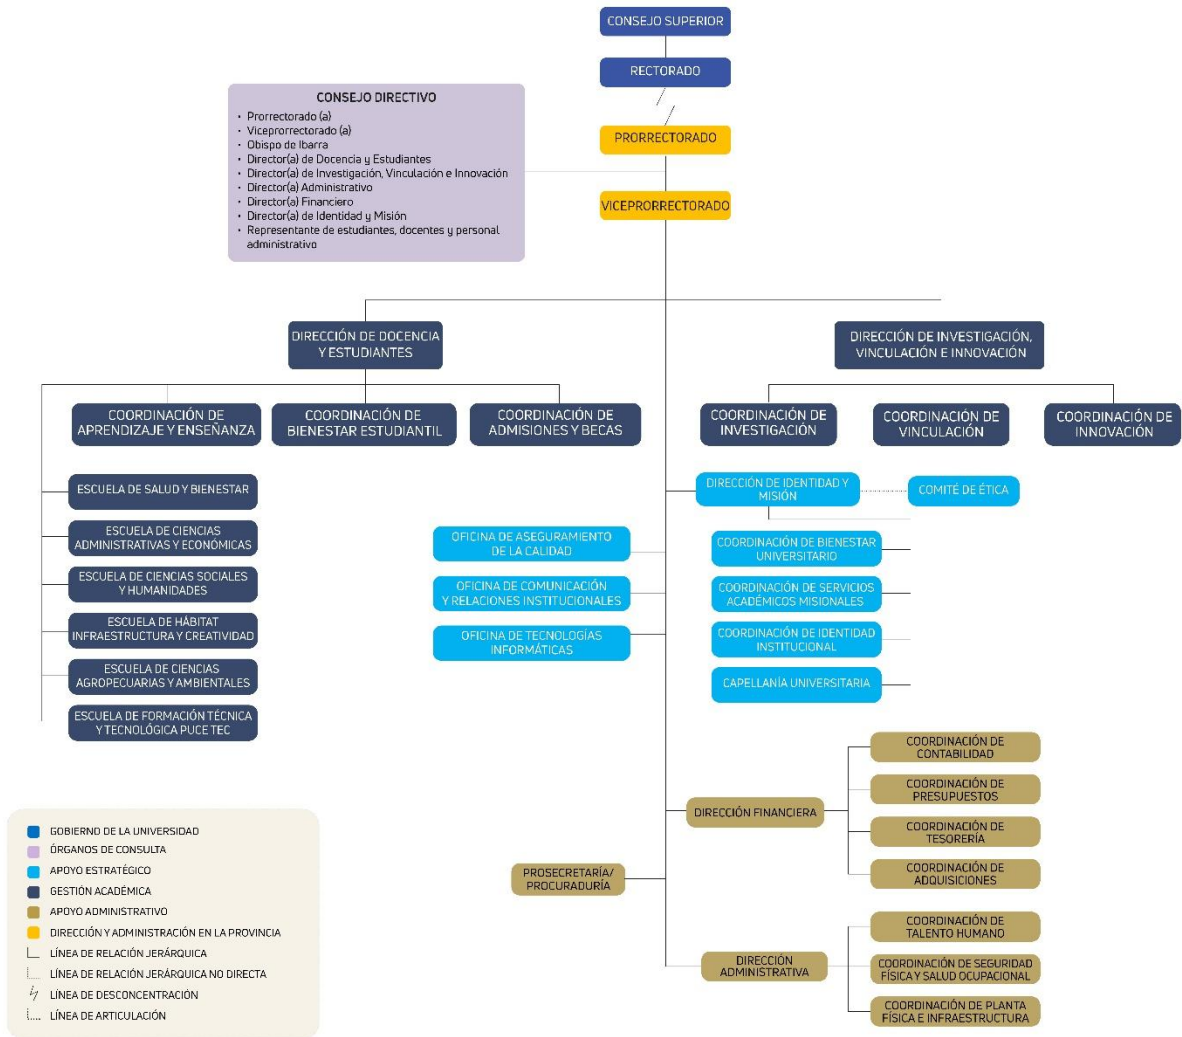 CONSEJO SUPERIOR
RECTORADO
CONSEJO DIRECTIVO
• Prorrectorado (a)
• Viceprorrectorado (a)
• Obispo de Ibarra
• Director(a) de Docencia y Estudiantes
• Director(a) de Investigación, Vinculación e Innovación
• Director(a) Administrativo
• Director(a) Financiero
• Director(a) de Identidad y Misión
• Representante de estudiantes, docentes y personal
administrativo
PRORRECTORADO
VICEPRORRECTORADO
DIRECCIÓN DE DOCENCIA
Y ESTUDIANTES
DIRECCIÓN DE INVESTIGACIÓN,
VINCULACIÓN E INNOVACIÓN
COORDINACIÓN DE
APRENDIZAJE Y ENSEÑANZA
COORDINACIÓN DE
BIENESTAR ESTUDIANTIL
COORDINACIÓN DE
ADMISIONES Y BECAS
COORDINACIÓN DE
INVESTIGACIÓN
COORDINACIÓN DE
VINCULACIÓN
COORDINACIÓN DE
INNOVACIÓN
ESCUELA DE SALUD Y BIENESTAR
ESCUELA DE CIENCIAS
ADMINISTRATIVAS Y ECONÓMICAS
ESCUELA DE CIENCIAS SOCIALES
Y HUMANIDADES
ESCUELA DE HÁBITAT
INFRAESTRUCTURA Y CREATIVIDAD
ESCUELA DE CIENCIAS
AGROPECUARIAS Y AMBIENTALES
ESCUELA DE FORMACIÓN TÉCNICA
Y TECNOLÓGICA PUCE TEC
OFICINA DE ASEGURAMIENTO
DE LA CALIDAD
OFICINA DE COMUNICACIÓN
Y RELACIONES INSTITUCIONALES
OFICINA DE TECNOLOGÍAS
INFORMÁTICAS
DIRECCIÓN DE IDENTIDAD Y
MISIÓN
COMITÉ DE ÉTICA
COORDINACIÓN DE BIENESTAR
UNIVERSITARIO
COORDINACIÓN DE SERVICIOS
ACADÉMICOS MISIONALES
COORDINACIÓN DE IDENTIDAD
INSTITUCIONAL
CAPELLANÍA UNIVERSITARIA
DIRECCIÓN FINANCIERA
COORDINACIÓN DE
CONTABILIDAD
COORDINACIÓN DE
PRESUPUESTOS
COORDINACIÓN DE
TESORERÍA
COORDINACIÓN DE
ADQUISICIONES
PROSECRETARÍA/
PROCURADURÍA
DIRECCIÓN
ADMINISTRATIVA
COORDINACIÓN DE
TALENTO HUMANO
COORDINACIÓN DE SEGURIDAD
FÍSICA Y SALUD OCUPACIONAL
COORDINACIÓN DE PLANTA
FÍSICA E INFRAESTRUCTURA
GOBIERNO DE LA UNIVERSIDAD
ÓRGANOS DE CONSULTA
APOYO ESTRATÉGICO
GESTIÓN ACADÉMICA
APOYO ADMINISTRATIVO
DIRECCIÓN Y ADMINISTRACIÓN EN LA PROVINCIA
LÍNEA DE RELACIÓN JERÁRQUICA
LÍNEA DE RELACIÓN JERÁRQUICA NO DIRECTA
LÍNEA DE DESCONCENTRACIÓN
LÍNEA DE ARTICULACIÓN